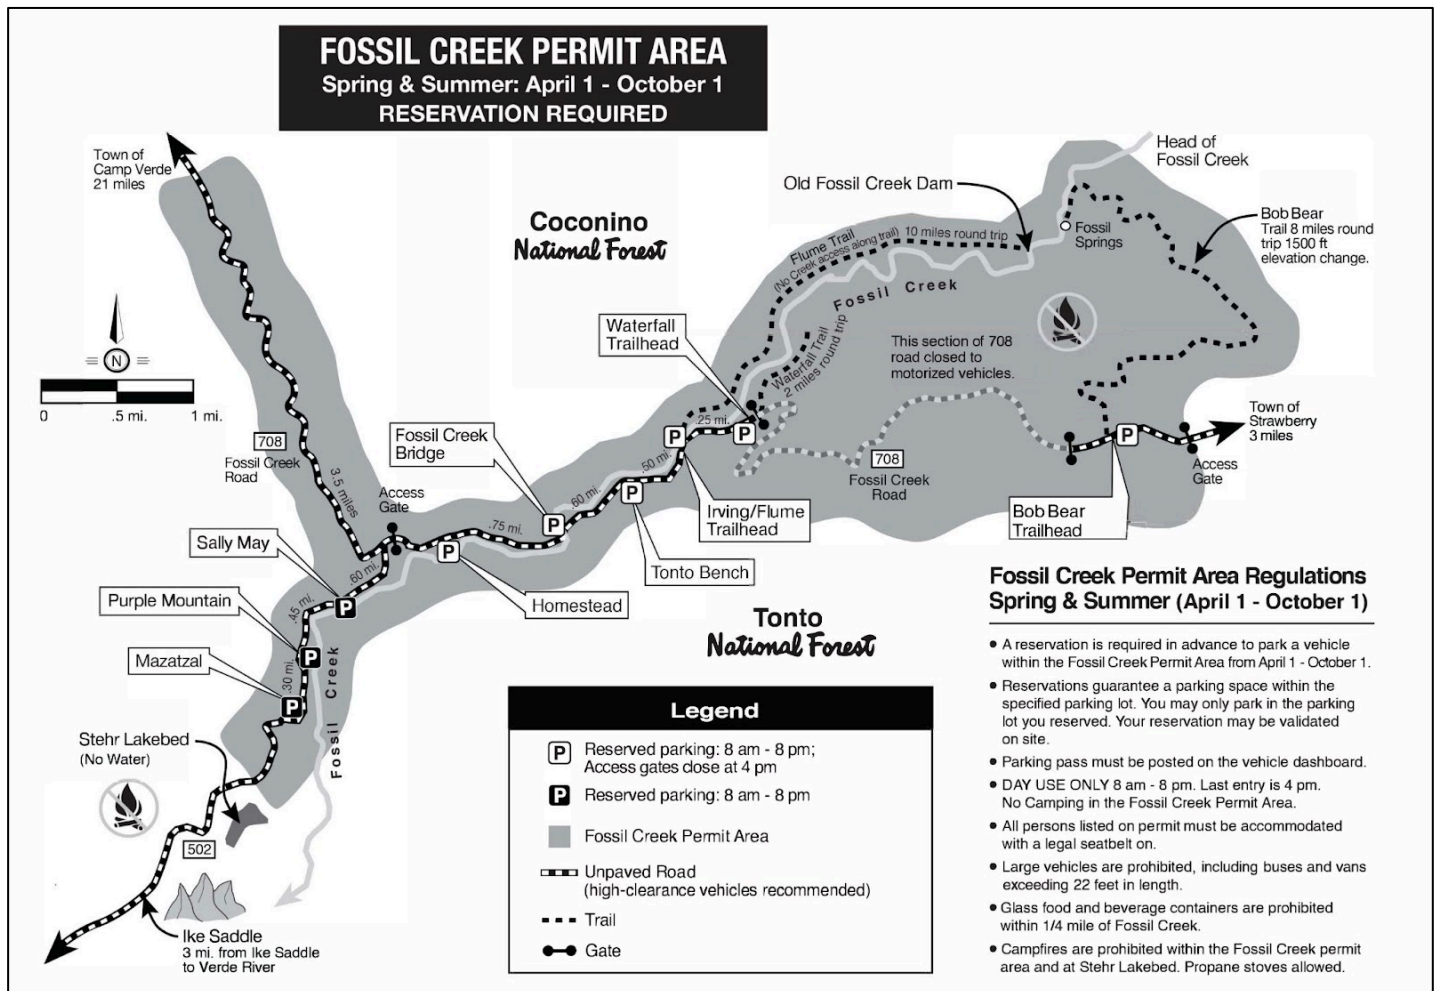 FOSSIL CREEK PERMIT AREA
Spring & Summer: April 1 - October 1
RESERVATION REQUIRED
Town of
Camp Verde
21 miles
Coconino
National Forest
Old Fossil Creek Dam
Head of
Fossil Creek
Fossil
Springs
Bob Bear
Trail 8 miles round
trip 1500 ft
elevation change.
Flume Trail
(No Creek access along trail)
10 miles round trip
Fossil Creek
Waterfall
Trailhead
Waterfall Trail
2 miles round trip
This section of 708
road closed to
motorized vehicles.
N
0 .5 mi. 1 mi.
708
Fossil Creek
Road
3.5 miles
Access
Gate
Fossil Creek
Bridge
P
.25 mi.
P
P
Town of
Strawberry
3 miles
Access
Gate
708
Fossil Creek
Road
Bob Bear
Trailhead
.50 mi.
P
.60 mi.
P
.75 mi.
P
Irving/Flume
Trailhead
Tonto Bench
Homestead
Sally May
.60 mi.
P
Purple Mountain
.45 mi.
P
Mazatzal
.30 mi.
P
Fossil Creek
Tonto
National Forest
Stehr Lakebed
(No Water)
502
Ike Saddle
3 mi. from Ike Saddle
to Verde River
Legend
P Reserved parking: 8 am - 8 pm;
Access gates close at 4 pm
P Reserved parking: 8 am - 8 pm
Fossil Creek Permit Area
Unpaved Road
(high-clearance vehicles recommended)
Trail
Gate
Fossil Creek Permit Area Regulations
Spring & Summer (April 1 - October 1)
• A reservation is required in advance to park a vehicle
within the Fossil Creek Permit Area from April 1 - October 1.
• Reservations guarantee a parking space within the
specified parking lot. You may only park in the parking
lot you reserved. Your reservation may be validated
on site.
• Parking pass must be posted on the vehicle dashboard.
• DAY USE ONLY 8 am - 8 pm. Last entry is 4 pm.
No Camping in the Fossil Creek Permit Area.
• All persons listed on permit must be accommodated
with a legal seatbelt on.
• Large vehicles are prohibited, including buses and vans
exceeding 22 feet in length.
• Glass food and beverage containers are prohibited
within 1/4 mile of Fossil Creek.
• Campfires are prohibited within the Fossil Creek permit
area and at Stehr Lakebed. Propane stoves allowed.